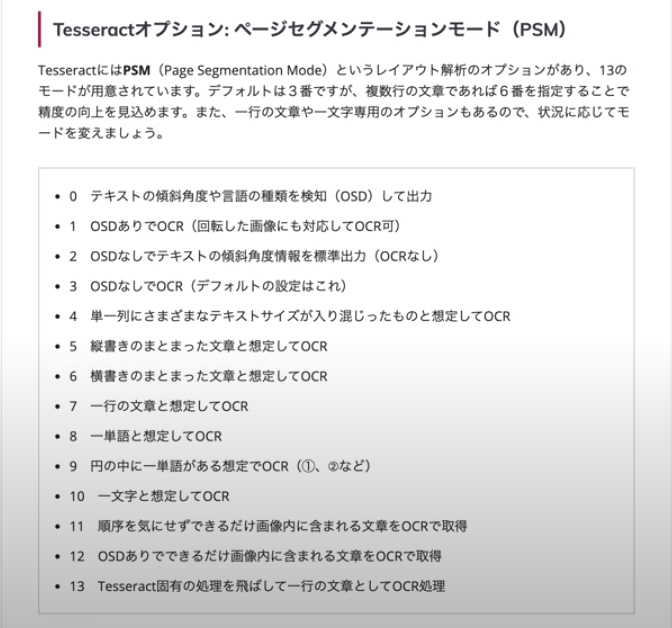 Tesseractオプション: ページセグメンテーションモード（PSM）
TesseractにはPSM（Page Segmentation Mode）というレイアウト解析のオプションがあり、13の
モードが用意されています。デフォルトは３番ですが、複数行の文章であれば６番を指定することで
精度の向上を見込めます。また、一行の文章や一文字専用のオプションもあるので、状況に応じてモ
ードを変えましょう。
• 0 テキストの傾斜角度や言語の種類を検知（OSD）して出力
• 1 OSDありでOCR（回転した画像にも対応してOCR可）
• 2 OSDなしでテキストの傾斜角度情報を標準出力（OCRなし）
• 3 OSDなしでOCR（デフォルトの設定はこれ）
• 4 単一列にさまざまなテキストサイズが入り混じったものと想定してOCR
• 5 縦書きのまとまった文章と想定してOCR
• 6 横書きのまとまった文章と想定してOCR
• 7 一行の文章と想定してOCR
• 8 一単語と想定してOCR
• 9 円の中に一単語がある想定でOCR（①、②など）
• 10 一文字と想定してOCR
• 11 順序を気にせずできるだけ画像内に含まれる文章をOCRで取得
• 12 OSDありでできるだけ画像内に含まれる文章をOCRで取得
• 13 Tesseract固有の処理を飛ばして一行の文章としてOCR処理